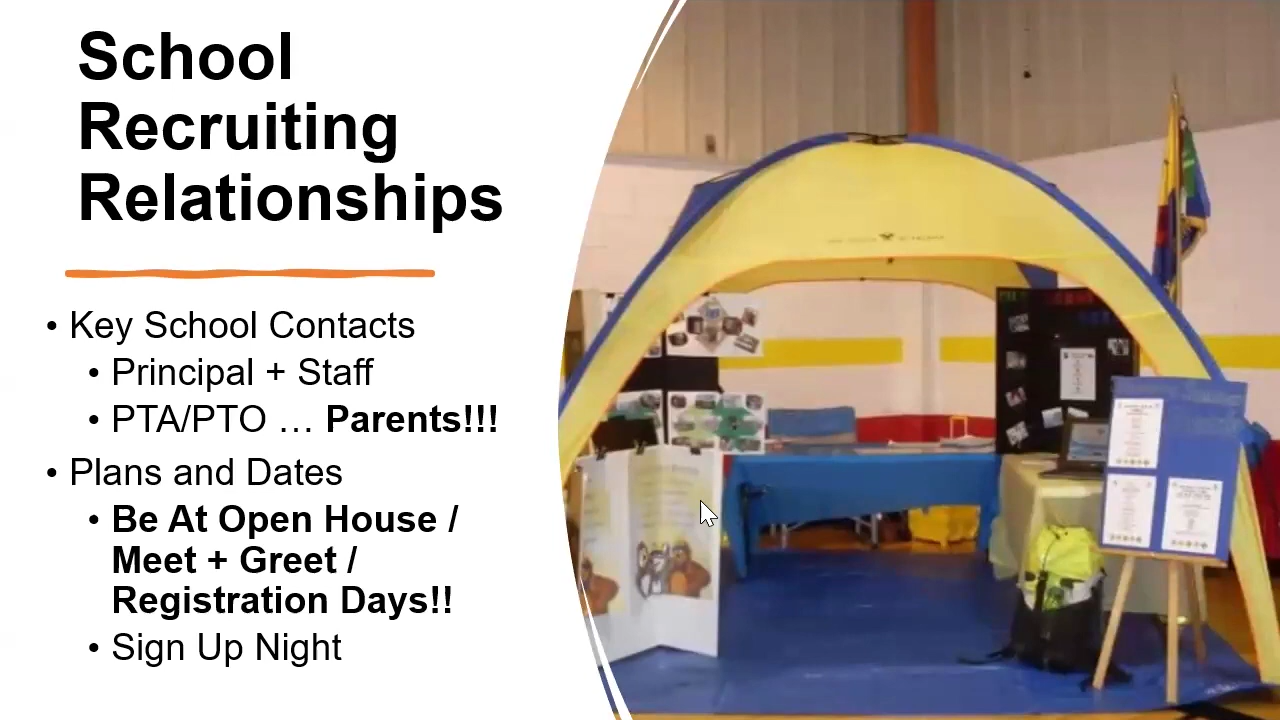 School
Recruiting
Relationships
• Key School Contacts
• Principal + Staff
• PTA/PTO … Parents!!!
• Plans and Dates
• Be At Open House /
Meet + Greet /
Registration Days!!
• Sign Up Night